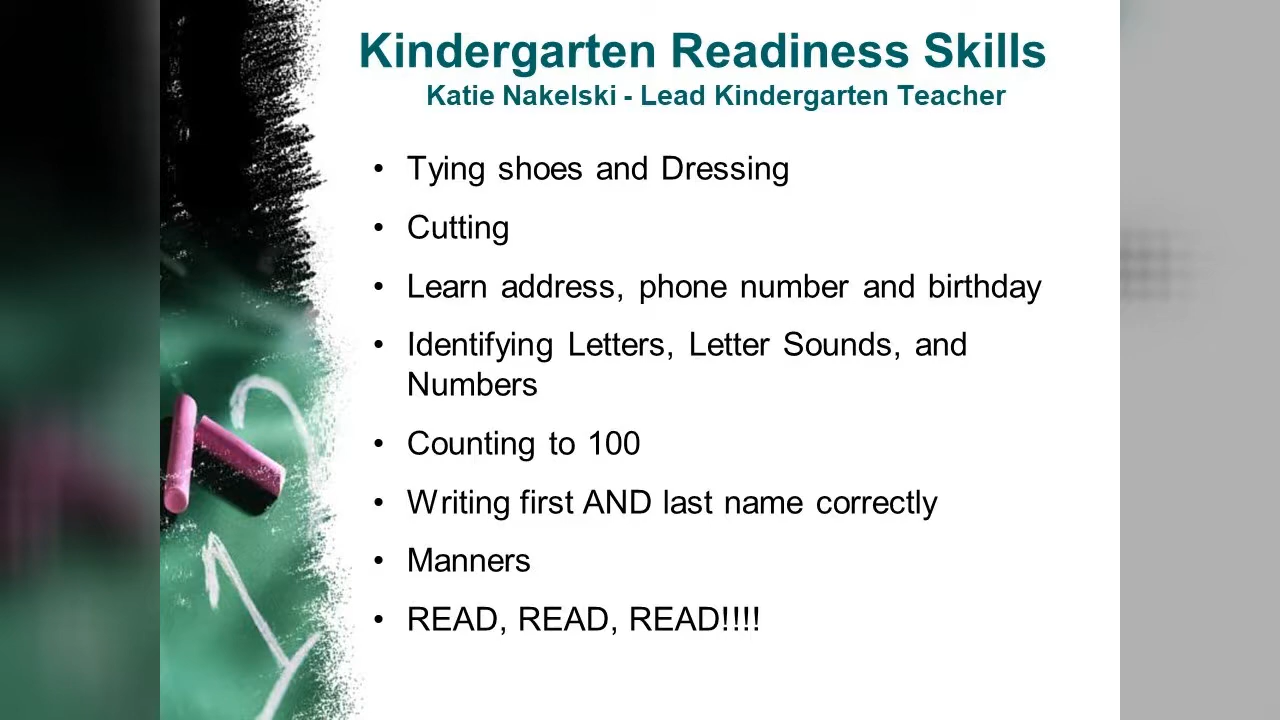 Kindergarten Readiness Skills
Katie Nakelski - Lead Kindergarten Teacher
• Tying shoes and Dressing
• Cutting
• Learn address, phone number and birthday
• Identifying Letters, Letter Sounds, and
Numbers
• Counting to 100
• Writing first AND last name correctly
• Manners
• READ, READ, READ!!!!